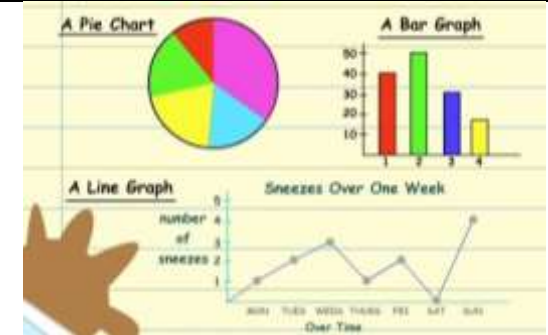 A Pie Chart
A Bar Graph
50
40
30
20
10
1 2 3 4
A Line Graph
Sneezes Over One Week
number
of
sneezes
5
4
3
2
1
MON TUES WEDS THURS FRI SAT SUN
Over Time